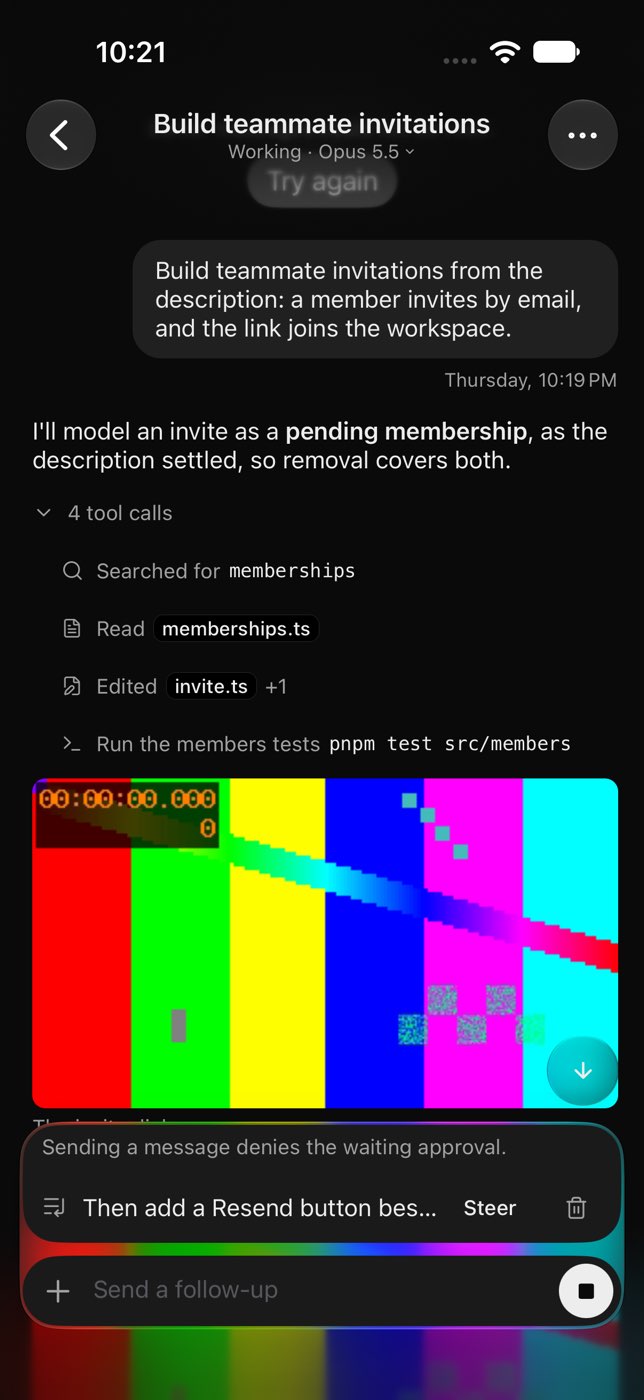 10:21
Build teammate invitations
Working · Opus 5.5
Try again
Build teammate invitations from the
description: a member invites by email,
and the link joins the workspace.
Thursday, 10:19 PM
I'll model an invite as a pending membership, as the
description settled, so removal covers both.
4 tool calls
Searched for memberships
Read memberships.ts
Edited invite.ts +1
Run the members tests pnpm test src/members
00:00:00.000
0
Sending a message denies the waiting approval.
Then add a Resend button bes... Steer
Send a follow-up